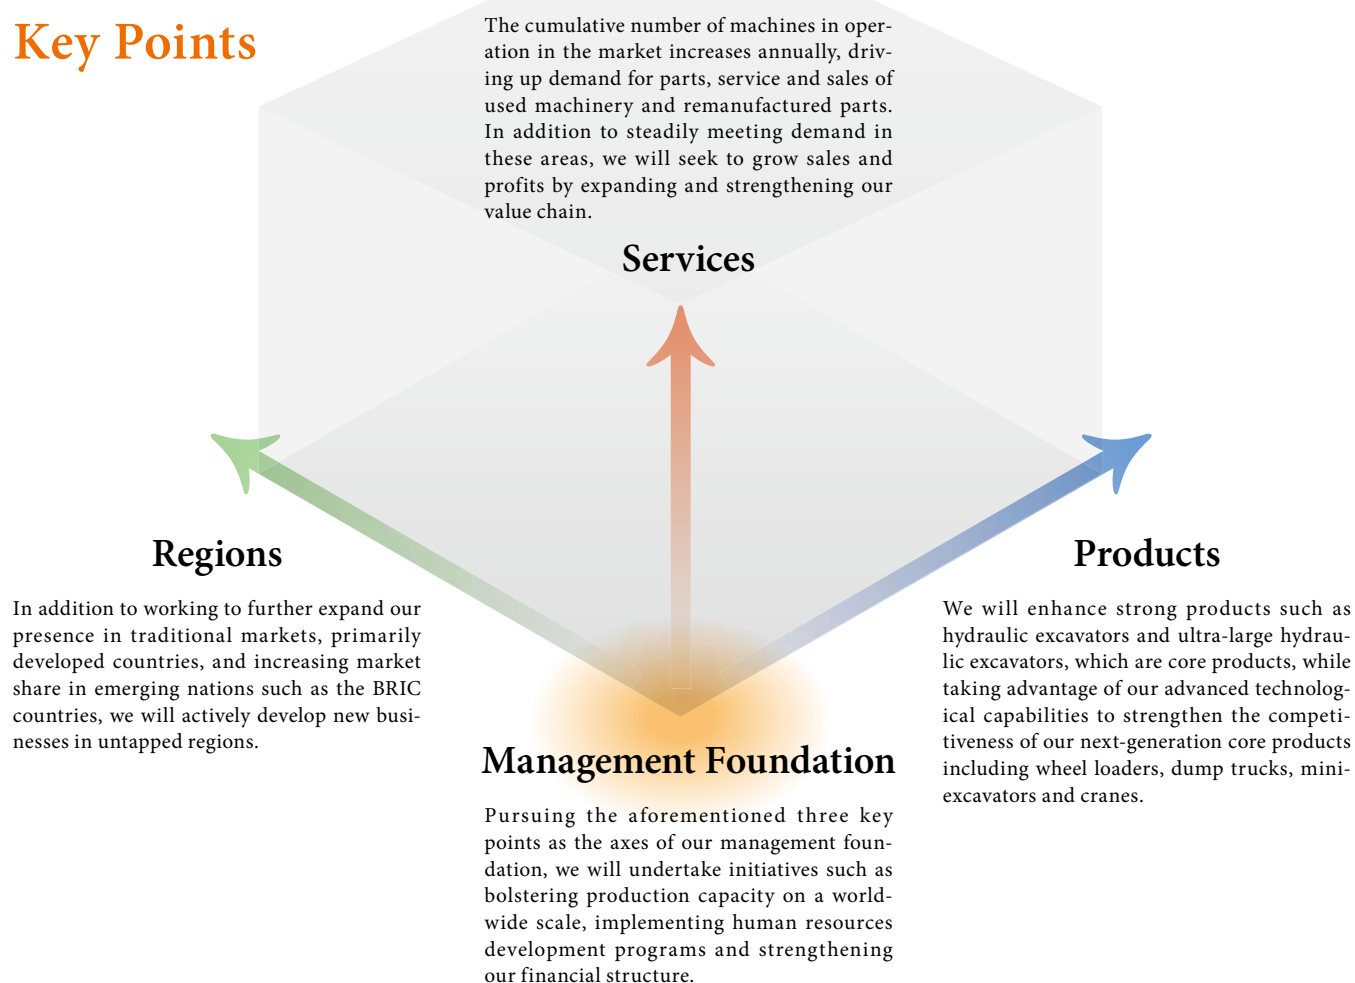 Key Points
The cumulative number of machines in oper-
ation in the market increases annually, driv-
ing up demand for parts, service and sales of
used machinery and remanufactured parts.
In addition to steadily meeting demand in
these areas, we will seek to grow sales and
profits by expanding and strengthening our
value chain.
Services
Regions
In addition to working to further expand our
presence in traditional markets, primarily
developed countries, and increasing market
share in emerging nations such as the BRIC
countries, we will actively develop new busi-
nesses in untapped regions.
Products
We will enhance strong products such as
hydraulic excavators and ultra-large hydrau-
lic excavators, which are core products, while
taking advantage of our advanced technolog-
ical capabilities to strengthen the competi-
tiveness of our next-generation core products
including wheel loaders, dump trucks, mini-
excavators and cranes.
Management Foundation
Pursuing the aforementioned three key
points as the axes of our management foun-
dation, we will undertake initiatives such as
bolstering production capacity on a world-
wide scale, implementing human resources
development programs and strengthening
our financial structure.